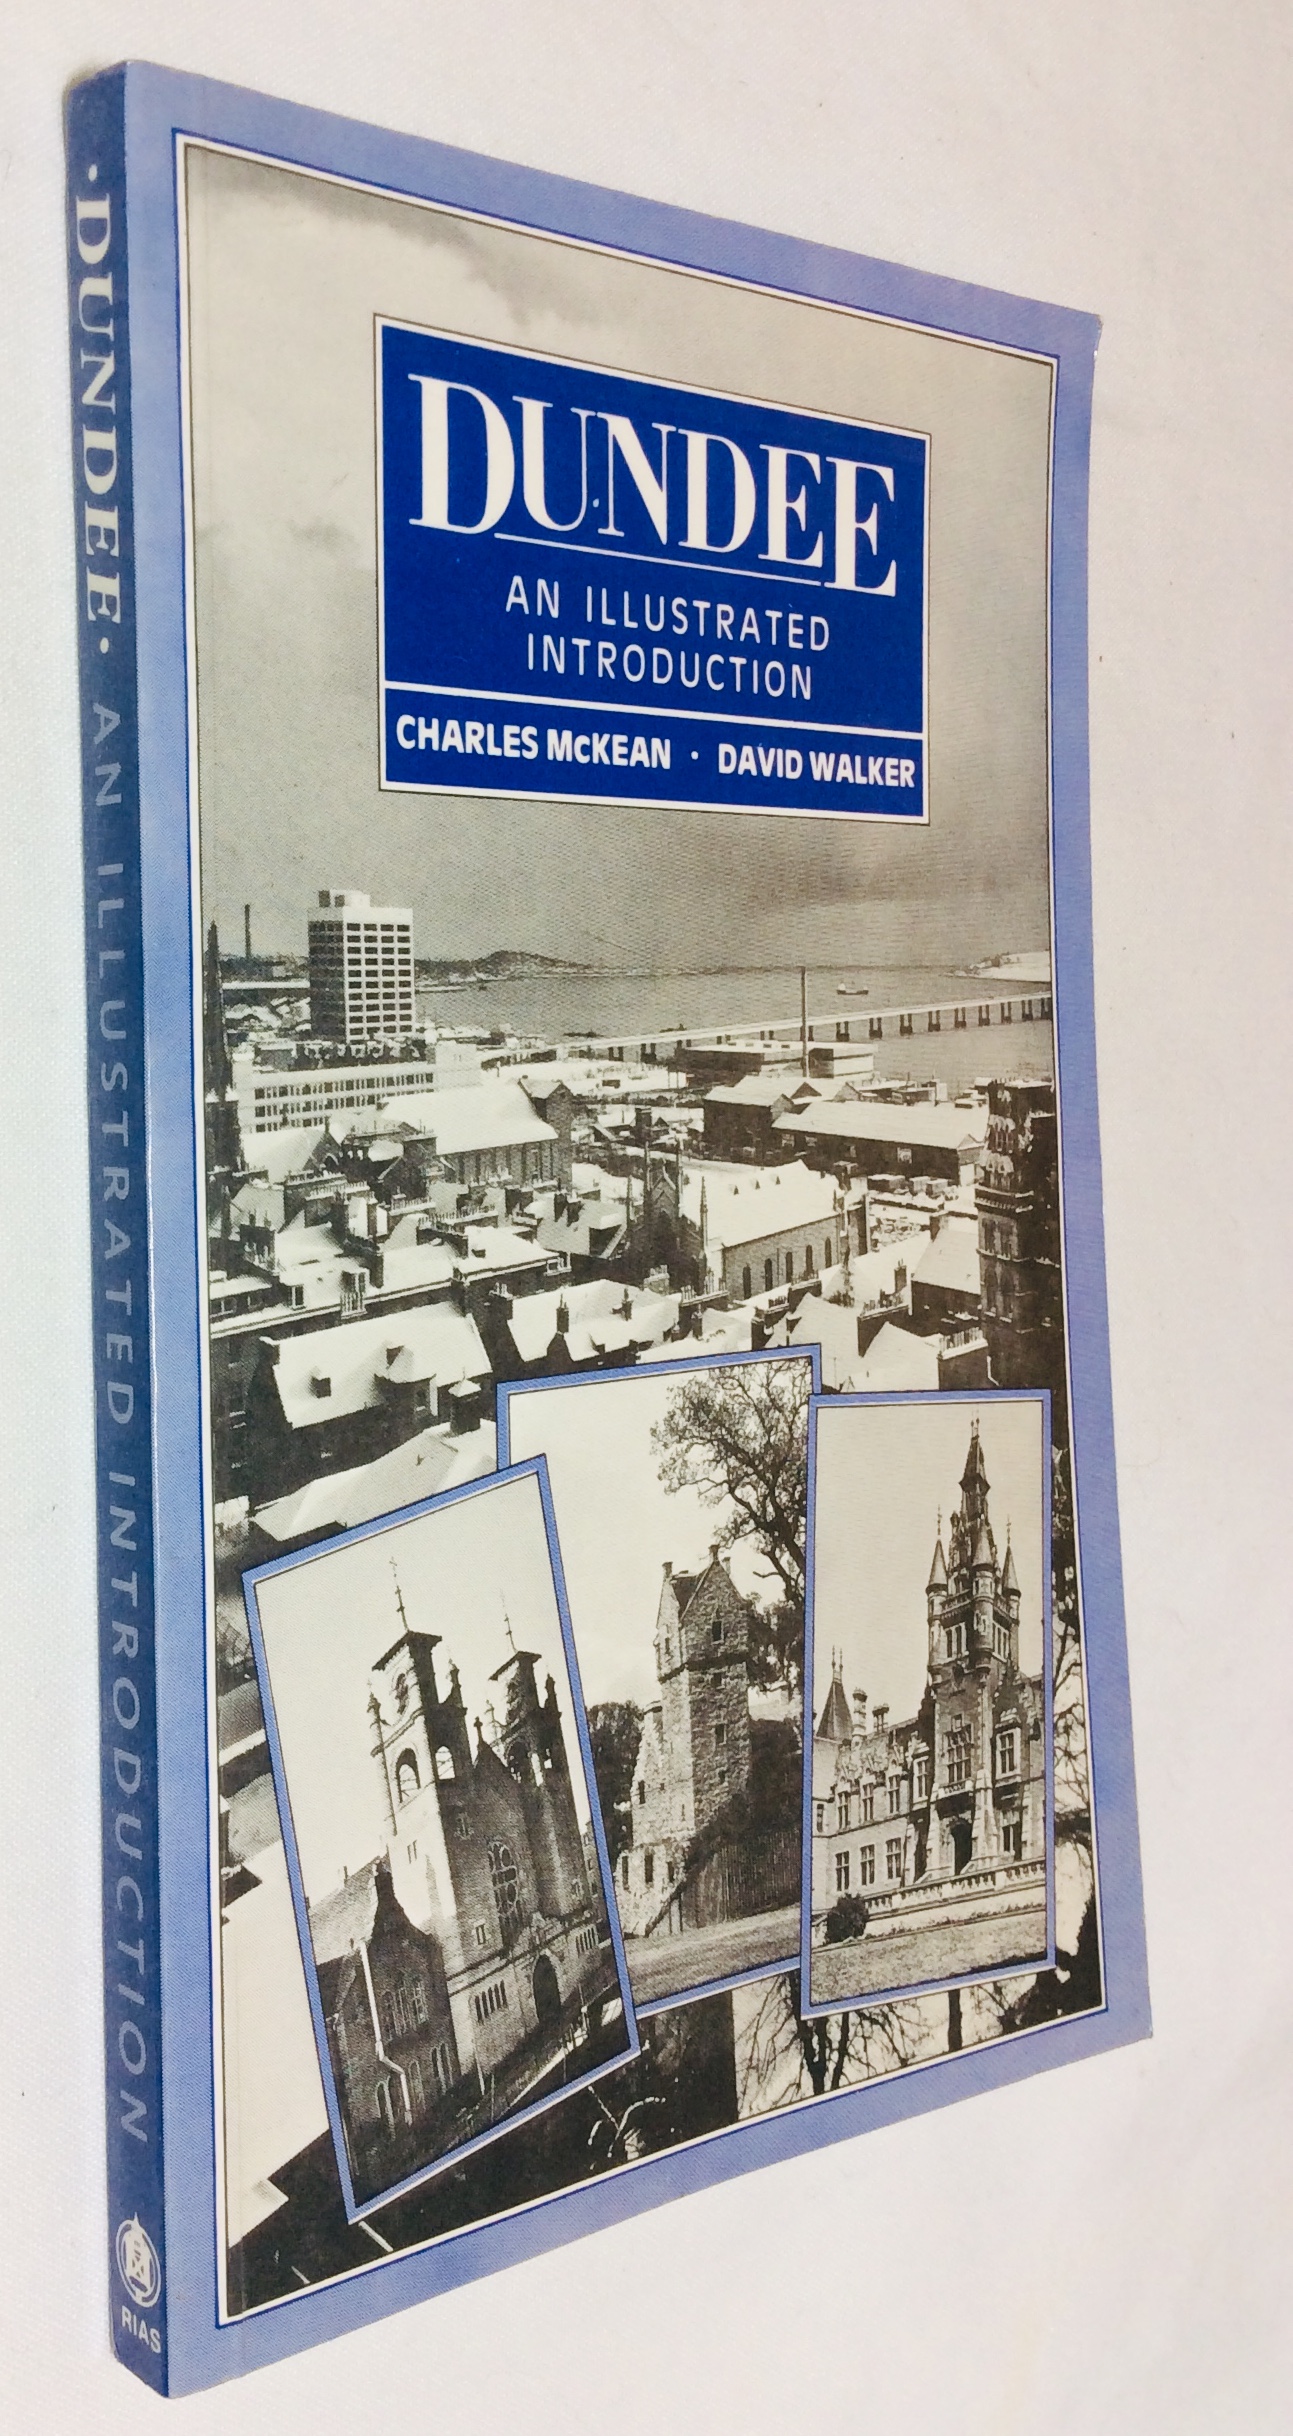 DUNDEE
AN ILLUSTRATED
INTRODUCTION
CHARLES McKEAN · DAVID WALKER
·DUNDEE· AN ILLUSTRATED INTRODUCTION
RIAS